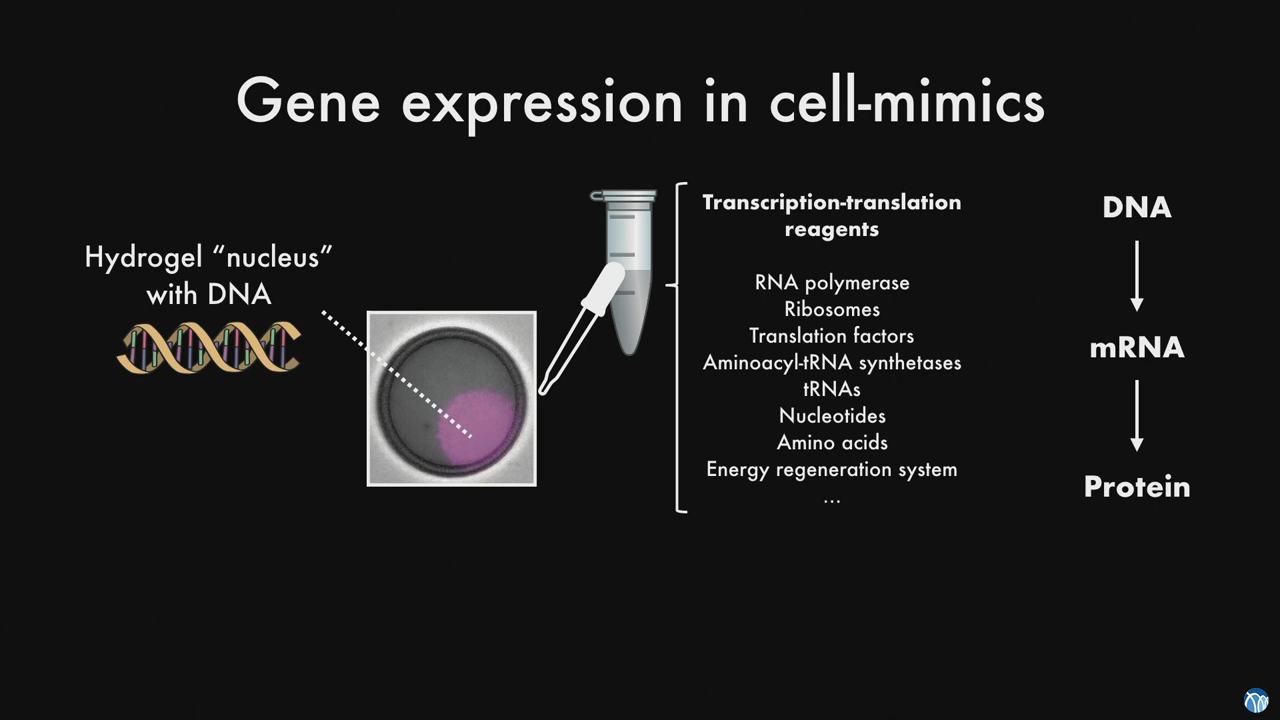 Gene expression in cell-mimics
Hydrogel “nucleus”
with DNA
Transcription-translation
reagents
RNA polymerase
Ribosomes
Translation factors
Aminoacyl-tRNA synthetases
tRNAs
Nucleotides
Amino acids
Energy regeneration system
...
DNA
mRNA
Protein